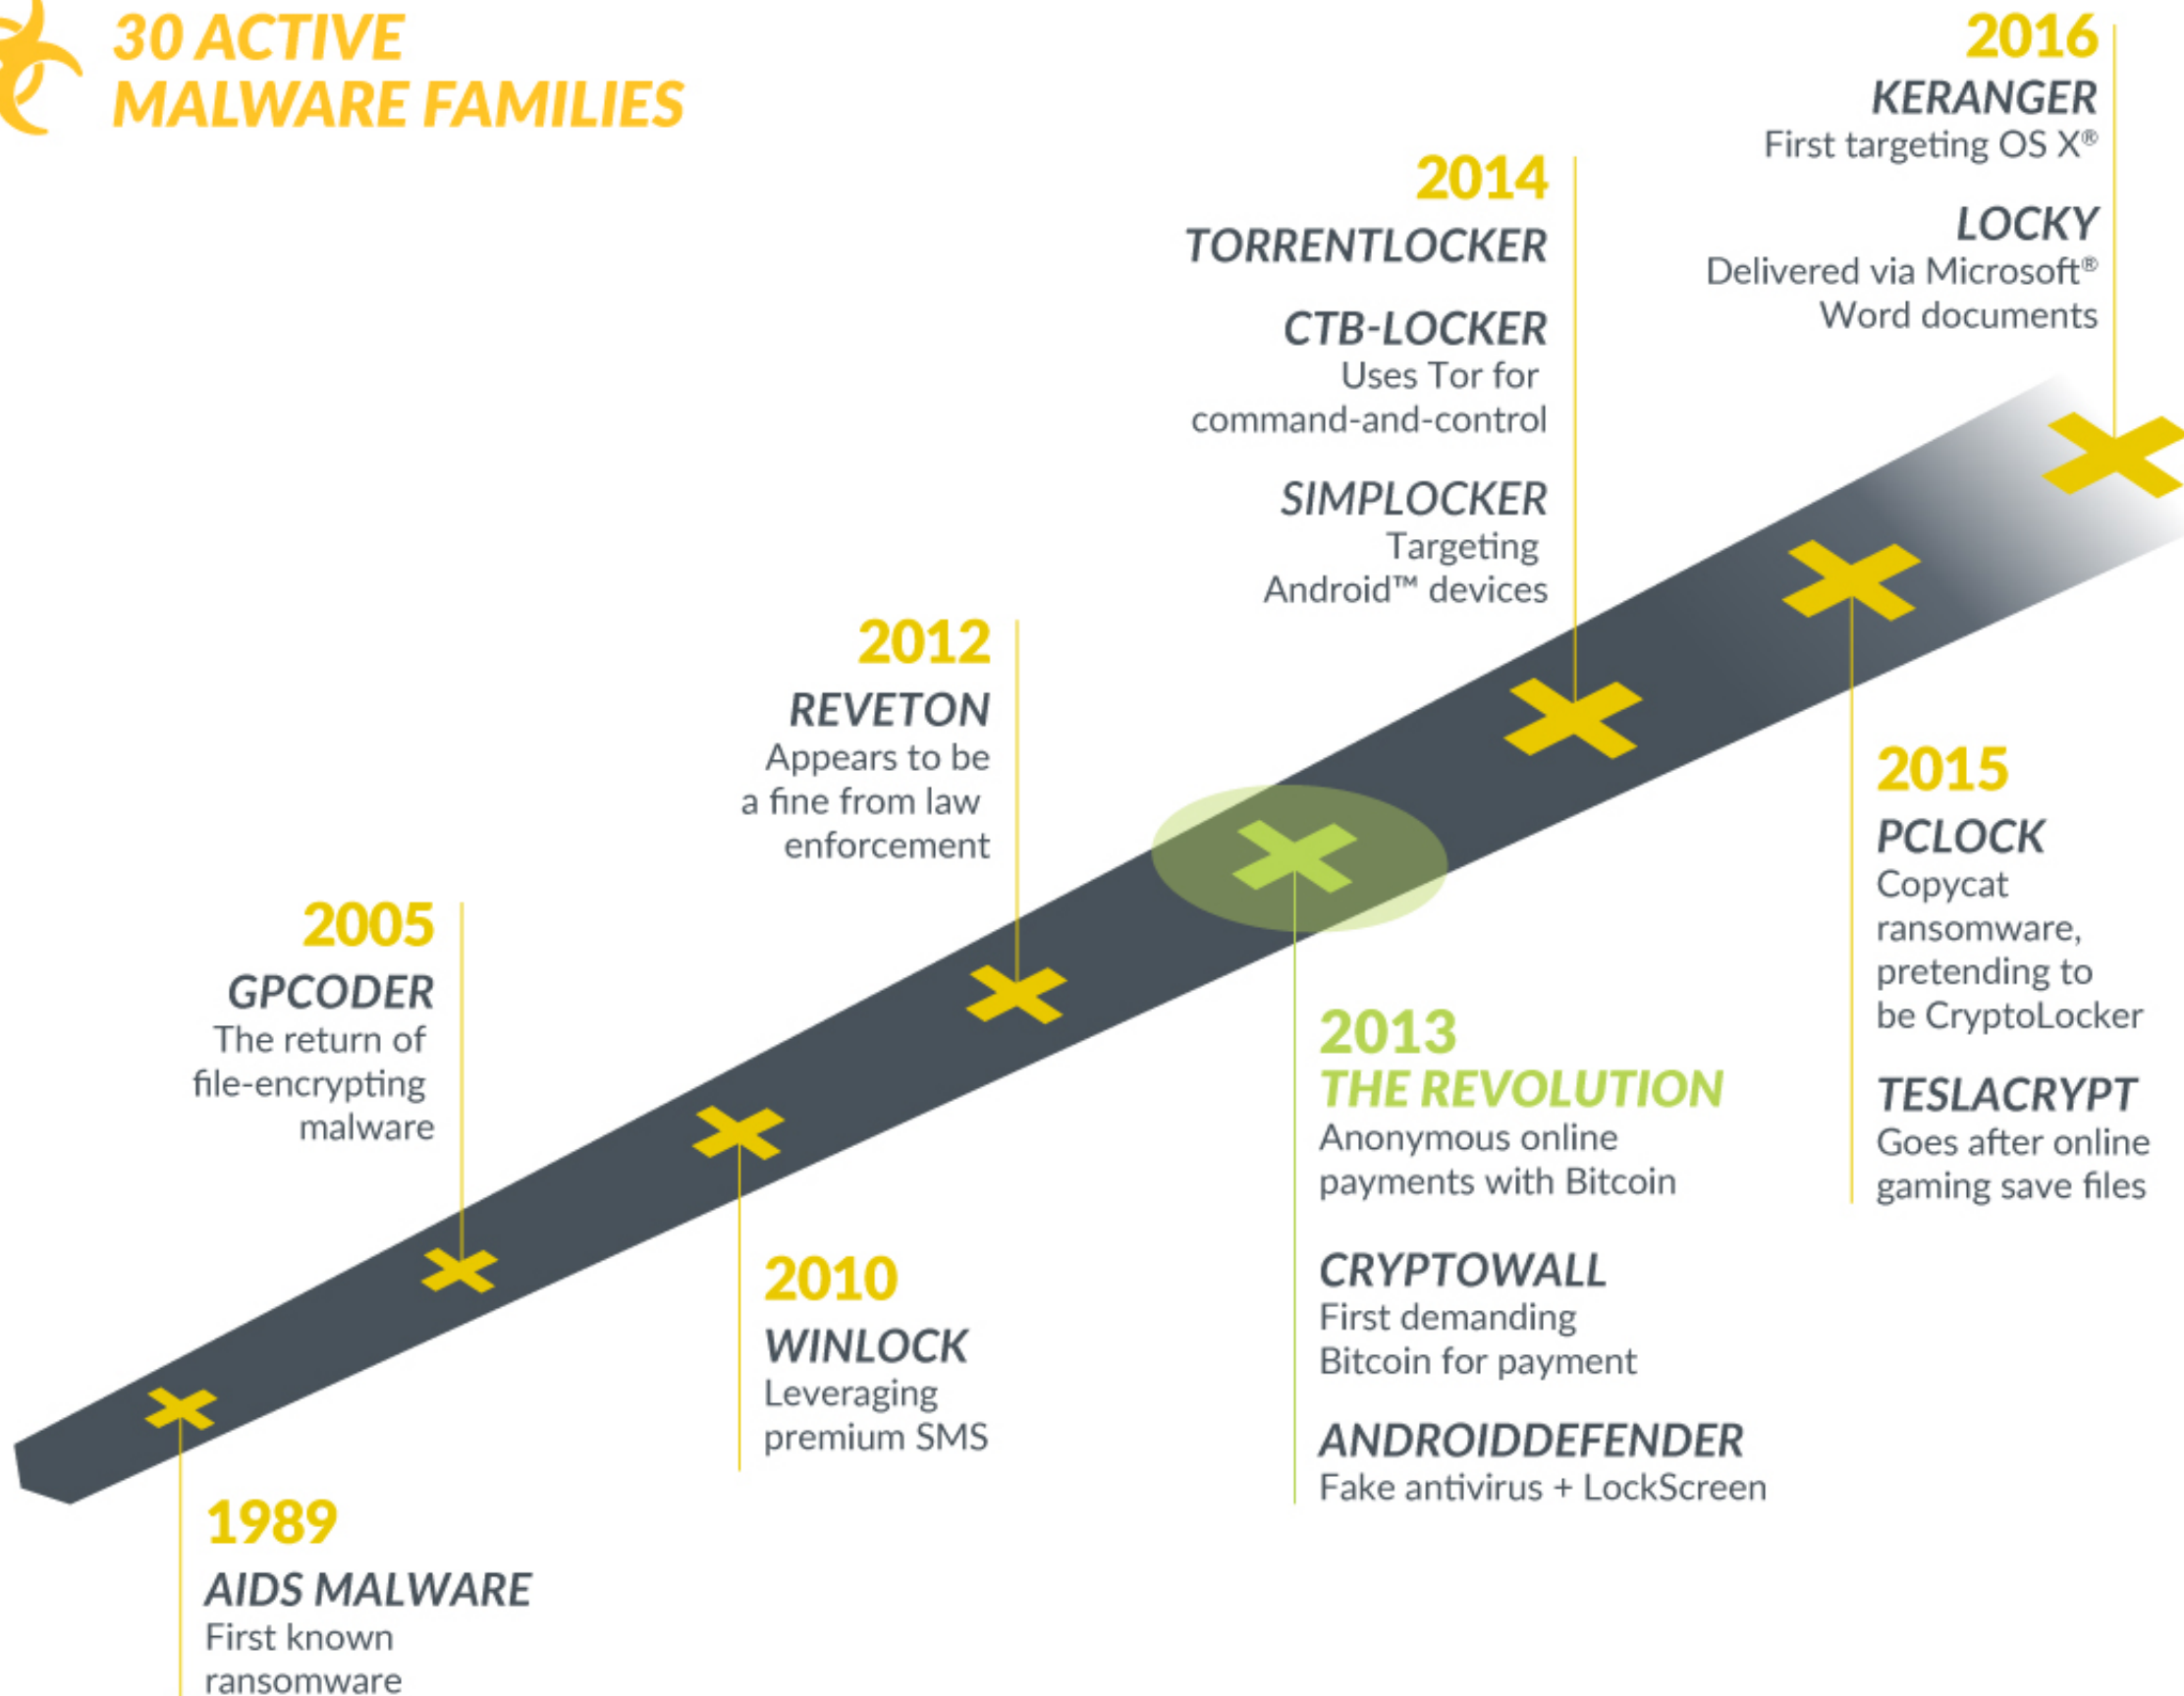 30 ACTIVE
MALWARE FAMILIES
1989
AIDS MALWARE
First known
ransomware
2005
GPCODER
The return of
file-encrypting
malware
2010
WINLOCK
Leveraging
premium SMS
2012
REVETON
Appears to be
a fine from law
enforcement
2013
THE REVOLUTION
Anonymous online
payments with Bitcoin
CRYPTOWALL
First demanding
Bitcoin for payment
ANDROIDDEFENDER
Fake antivirus + LockScreen
2014
TORRENTLOCKER
CTB-LOCKER
Uses Tor for
command-and-control
SIMPLOCKER
Targeting
Android™ devices
2015
PCLOCK
Copycat
ransomware,
pretending to
be CryptoLocker
TESLACRYPT
Goes after online
gaming save files
2016
KERANGER
First targeting OS X®
LOCKY
Delivered via Microsoft®
Word documents